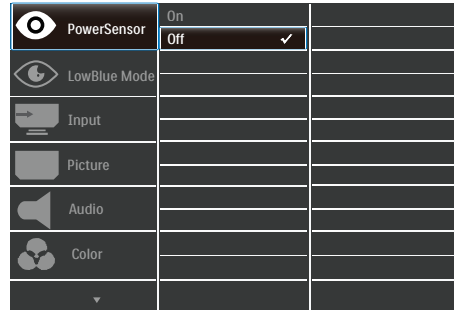 PowerSensor
On
Off
LowBlue Mode
Input
Picture
Audio
Color